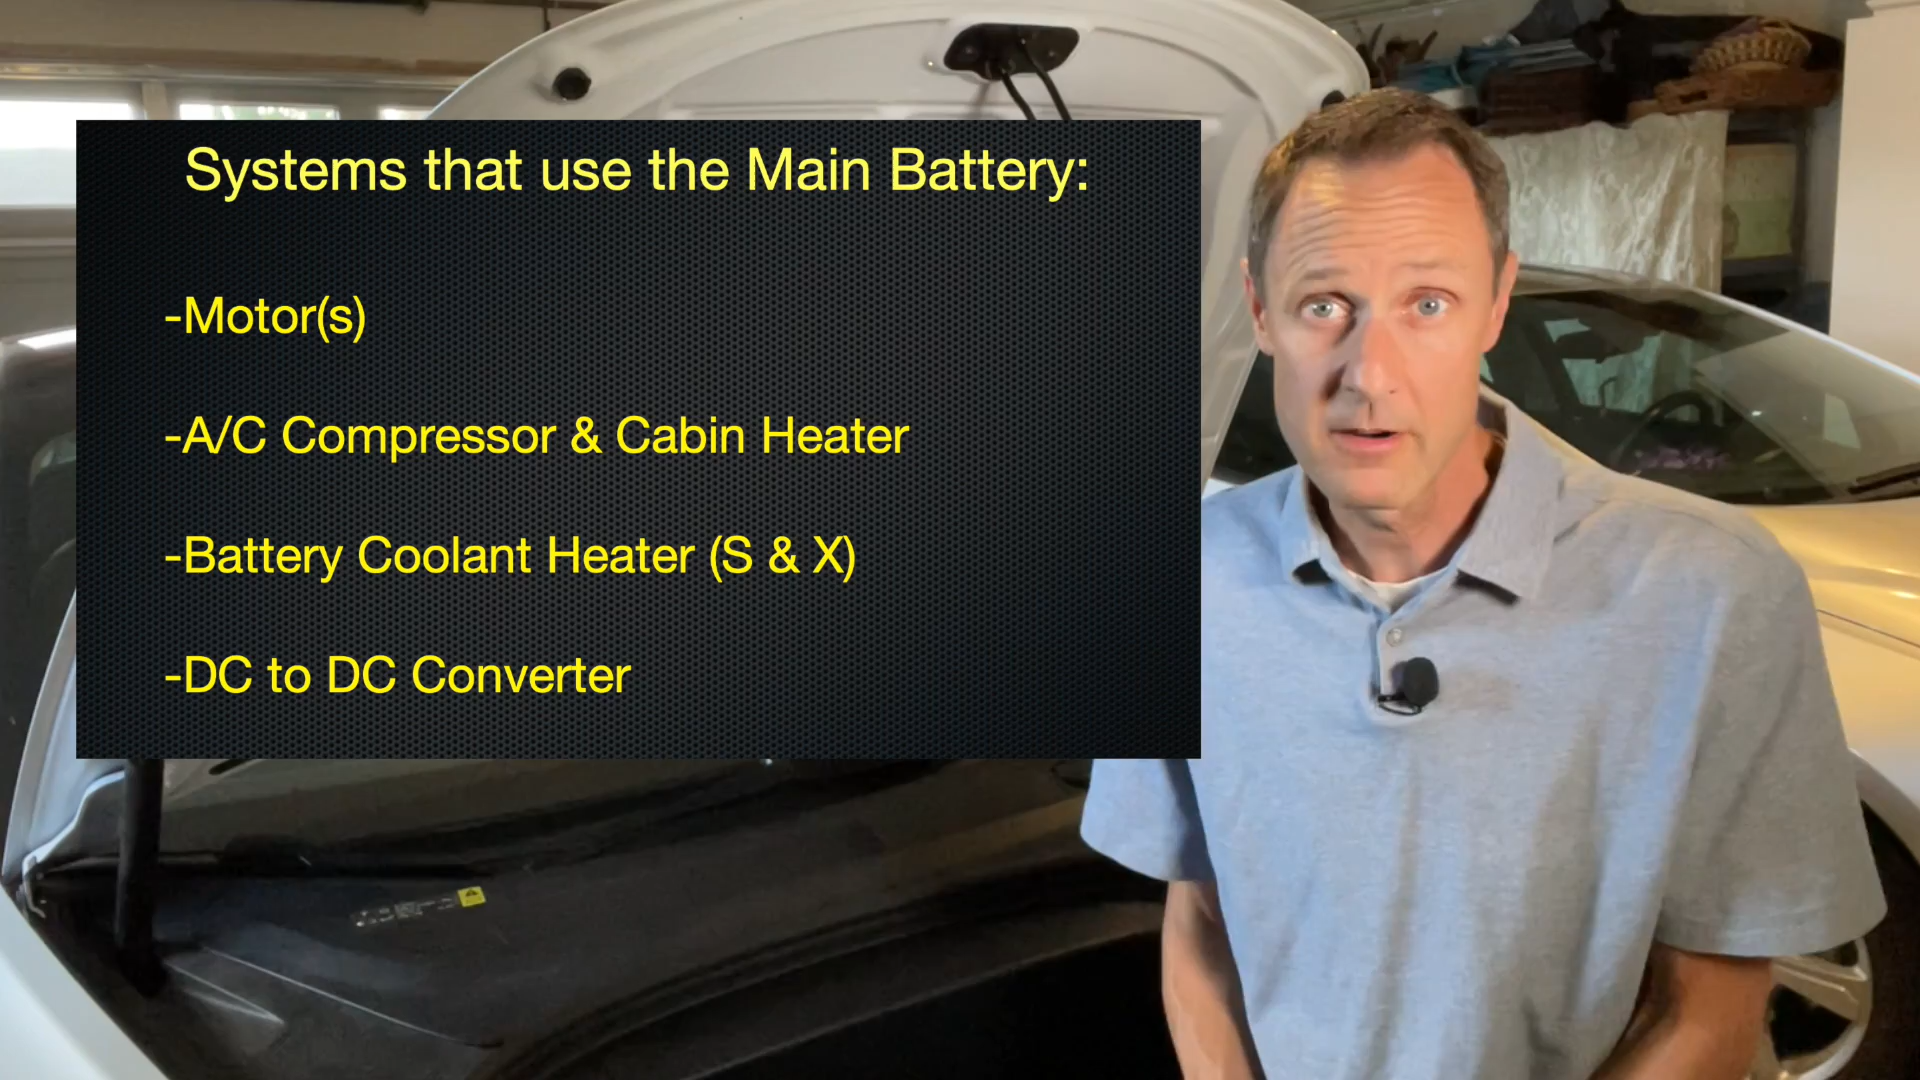 Systems that use the Main Battery:
-Motor(s)
-A/C Compressor & Cabin Heater
-Battery Coolant Heater (S & X)
-DC to DC Converter